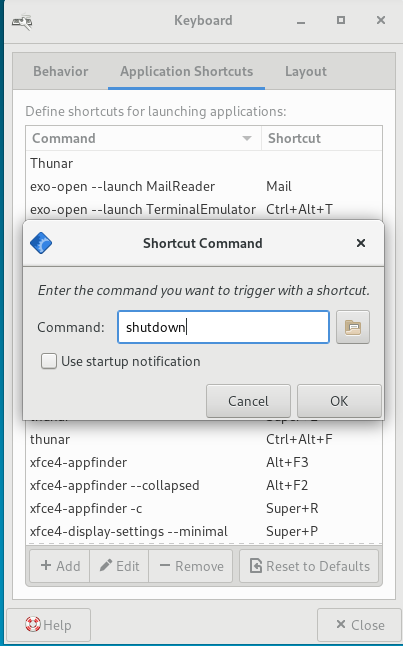 Keyboard
Behavior Application Shortcuts Layout
Define shortcuts for launching applications:
Command Shortcut
Thunar
exo-open --launch MailReader Mail
exo-open --launch TerminalEmulator Ctrl+Alt+T
Shortcut Command
Enter the command you want to trigger with a shortcut.
Command: shutdown
Use startup notification
Cancel OK
thunar Ctrl+Alt+F
xfce4-appfinder Alt+F3
xfce4-appfinder --collapsed Alt+F2
xfce4-appfinder -c Super+R
xfce4-display-settings --minimal Super+P
Add Edit Remove Reset to Defaults
Help Close